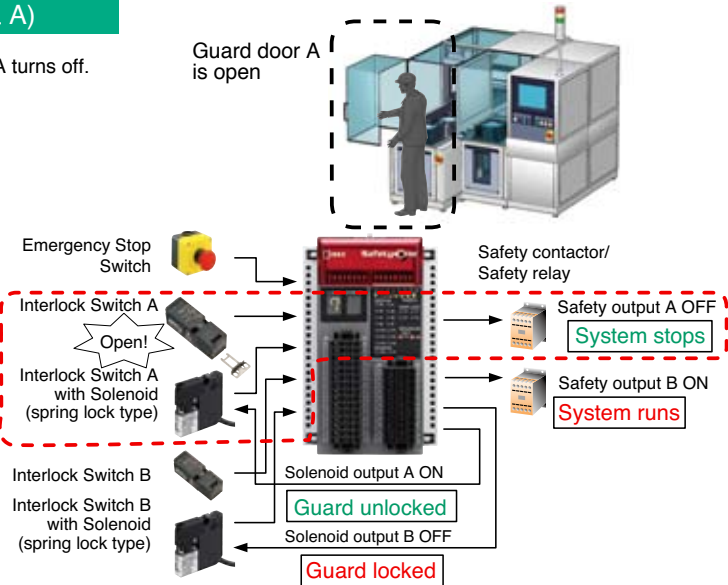 A)
A turns off.
Guard door A
is open
Emergency Stop
Switch
Safety contactor/
Safety relay
Interlock Switch A
Open!
Interlock Switch A
with Solenoid
(spring lock type)
Safety output A OFF
System stops
Safety output B ON
System runs
Interlock Switch B
Interlock Switch B
with Solenoid
(spring lock type)
Solenoid output A ON
Guard unlocked
Solenoid output B OFF
Guard locked